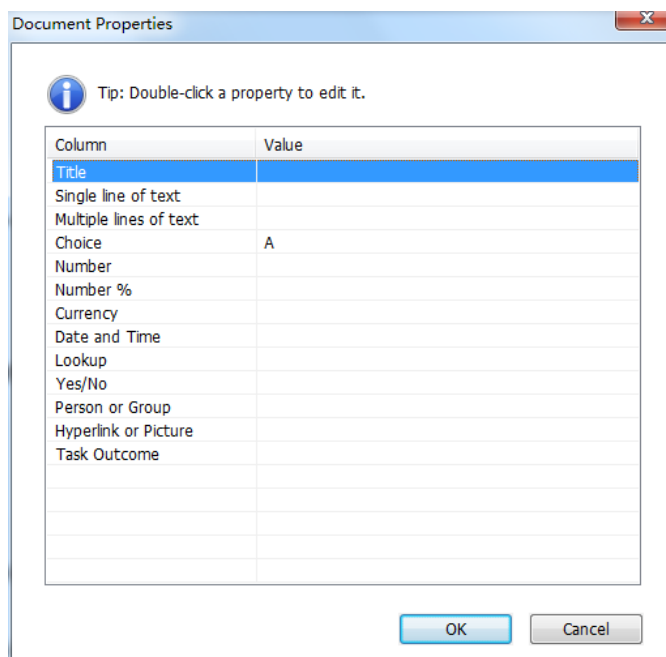 Document Properties
Tip: Double-click a property to edit it.
Column Value
Title
Single line of text
Multiple lines of text
Choice A
Number
Number %
Currency
Date and Time
Lookup
Yes/No
Person or Group
Hyperlink or Picture
Task Outcome
OK Cancel